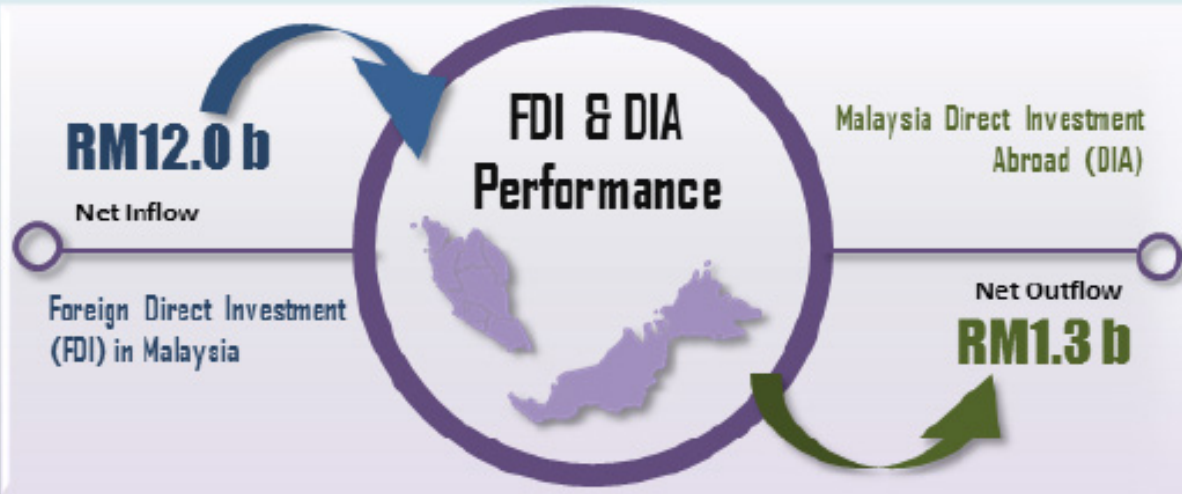 RM12.0 b
Net Inflow
Foreign Direct Investment
(FDI) in Malaysia
FDI & DIA
Performance
Malaysia Direct Investment
Abroad (DIA)
Net Outflow
RM1.3 b